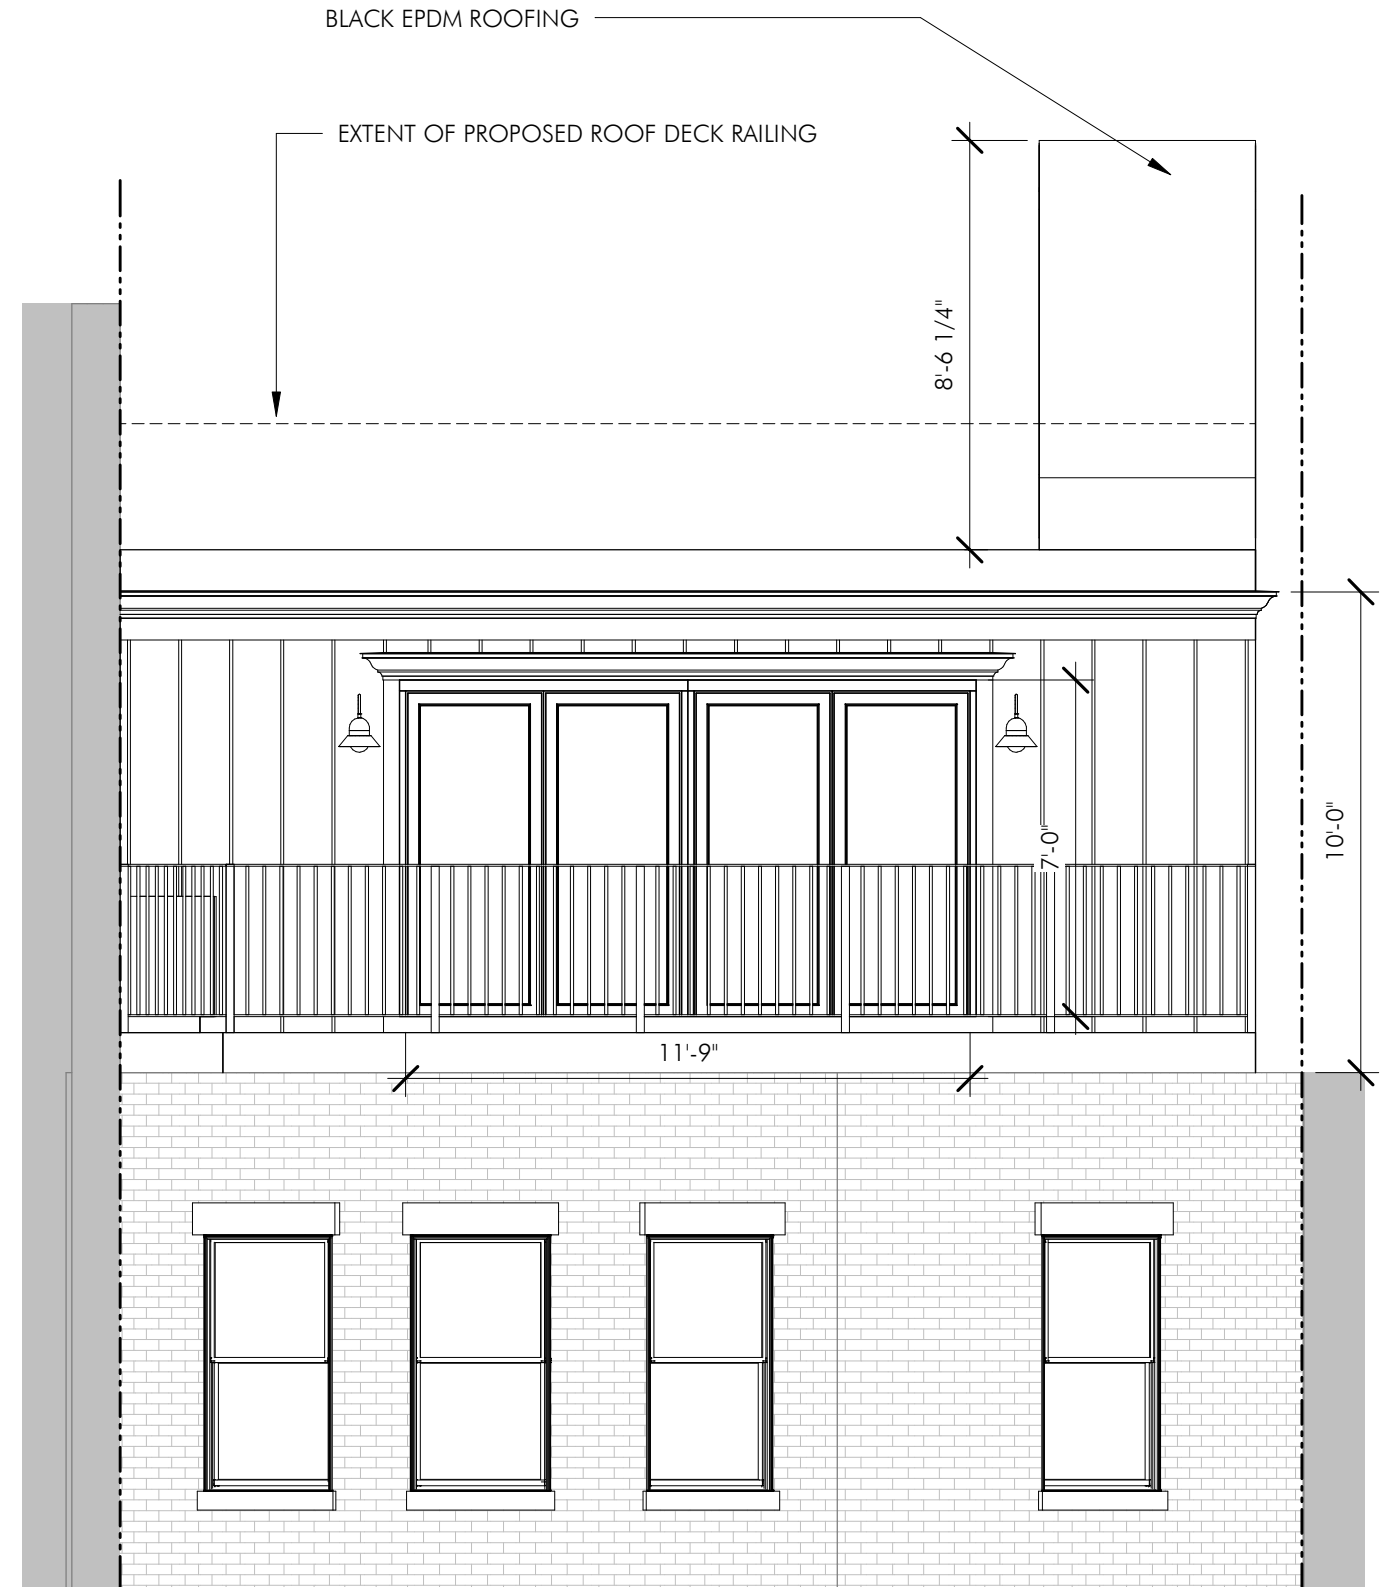 BLACK EPDM ROOFING
EXTENT OF PROPOSED ROOF DECK RAILING
8'-6 1/4"
7'-0"
10'-0"
11'-9"